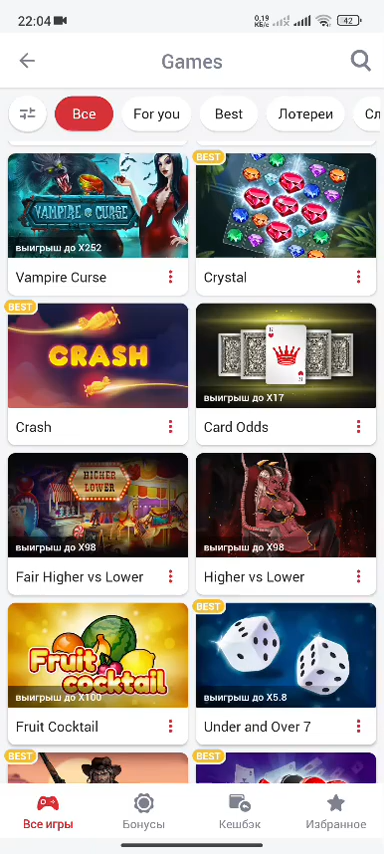 22:04
0,19
КБ/с
42
Games
Все
For you
Best
Лотереи
Сл
VAMPIRE CURSE
выигрыш до X252
BEST
Vampire Curse
Crystal
BEST
CRASH
выигрыш до X17
Crash
Card Odds
HIGHER
LOWER
выигрыш до X98
выигрыш до X98
Fair Higher vs Lower
Higher vs Lower
BEST
Fruit
cocktail
выигрыш до X100
выигрыш до X5.8
Fruit Cocktail
Under and Over 7
BEST
BEST
Все игры
Бонусы
Кешбэк
Избранное